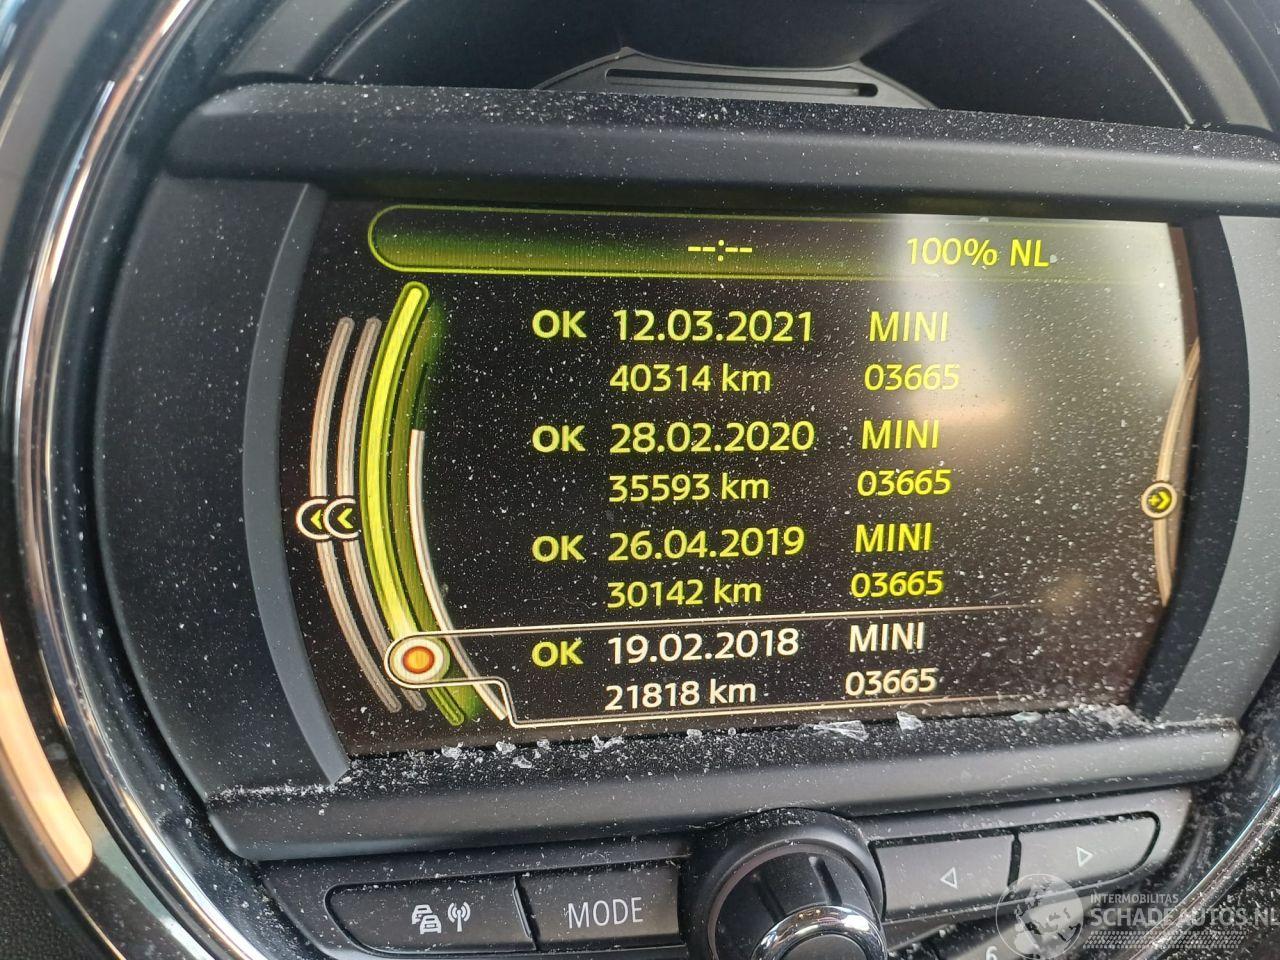 --:-- 100% NL
OK 12.03.2021 MINI
40314 km 03665
OK 28.02.2020 MINI
35593 km 03665
OK 26.04.2019 MINI
30142 km 03665
OK 19.02.2018 MINI
21818 km 03665
MODE
6
INTERMOBILITAS
SCHADEAUTOS.NL